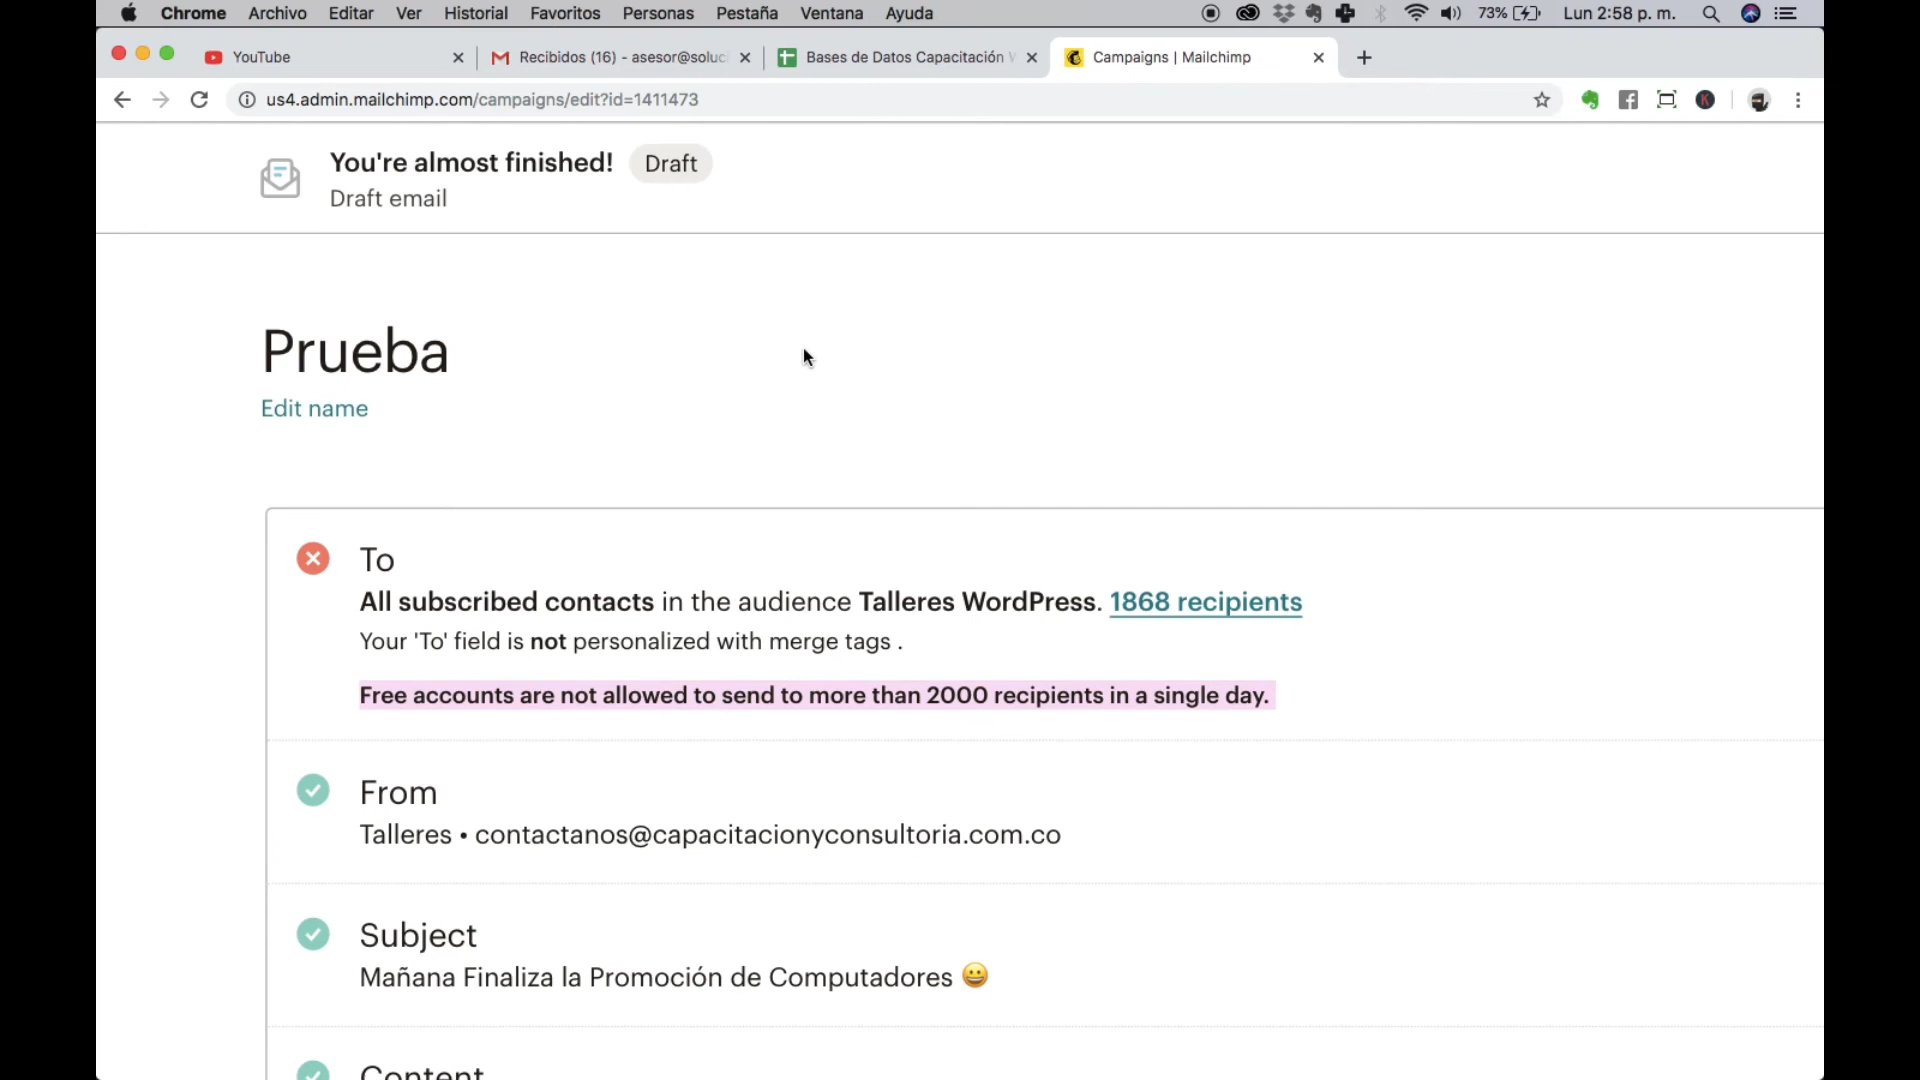 Chrome Archivo Editar Ver Historial Favoritos Personas Pestaña Ventana Ayuda 73% Lun 2:58 p. m.
YouTube Recibidos (16) - asesor@soluc Bases de Datos Capacitación Campaigns | Mailchimp
us4.admin.mailchimp.com/campaigns/edit?id=1411473
You're almost finished! Draft
Draft email
Prueba
Edit name
To
All subscribed contacts in the audience Talleres WordPress. 1868 recipients
Your 'To' field is not personalized with merge tags .
Free accounts are not allowed to send to more than 2000 recipients in a single day.
From
Talleres • contactanos@capacitacionyconsultoria.com.co
Subject
Mañana Finaliza la Promoción de Computadores 😀
Content